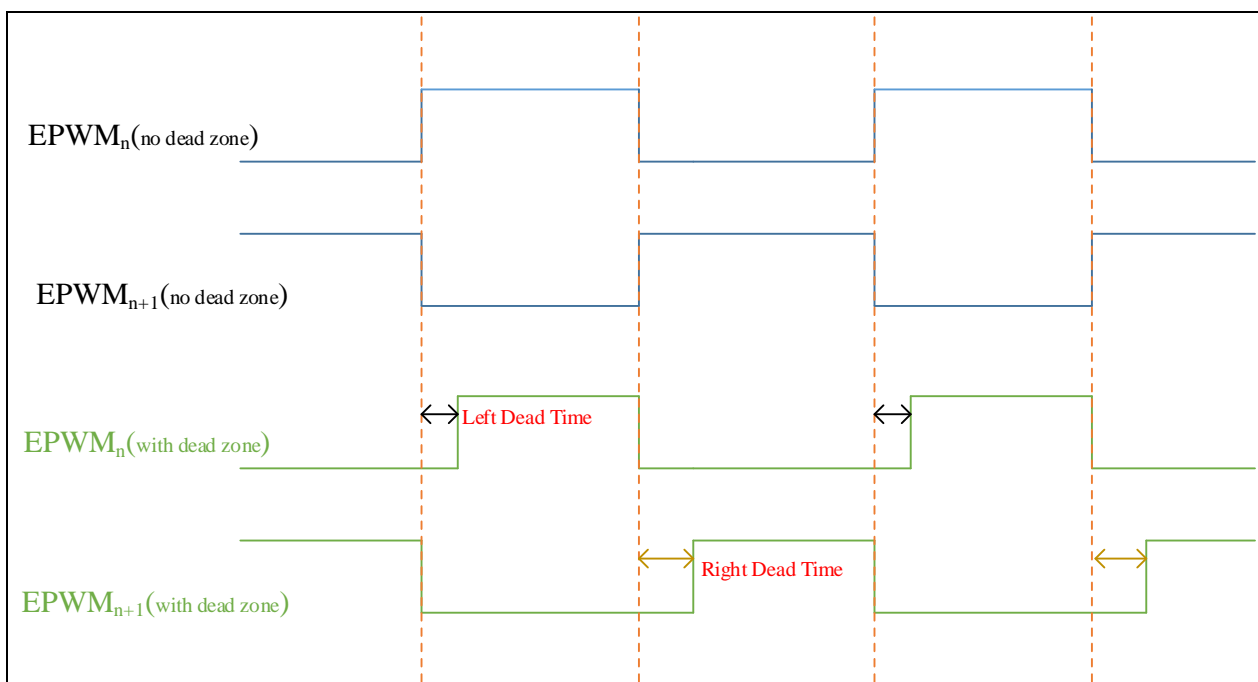 EPWMn(no dead zone)
EPWMn+1(no dead zone)
Left Dead Time
EPWMn(with dead zone)
Right Dead Time
EPWMn+1(with dead zone)